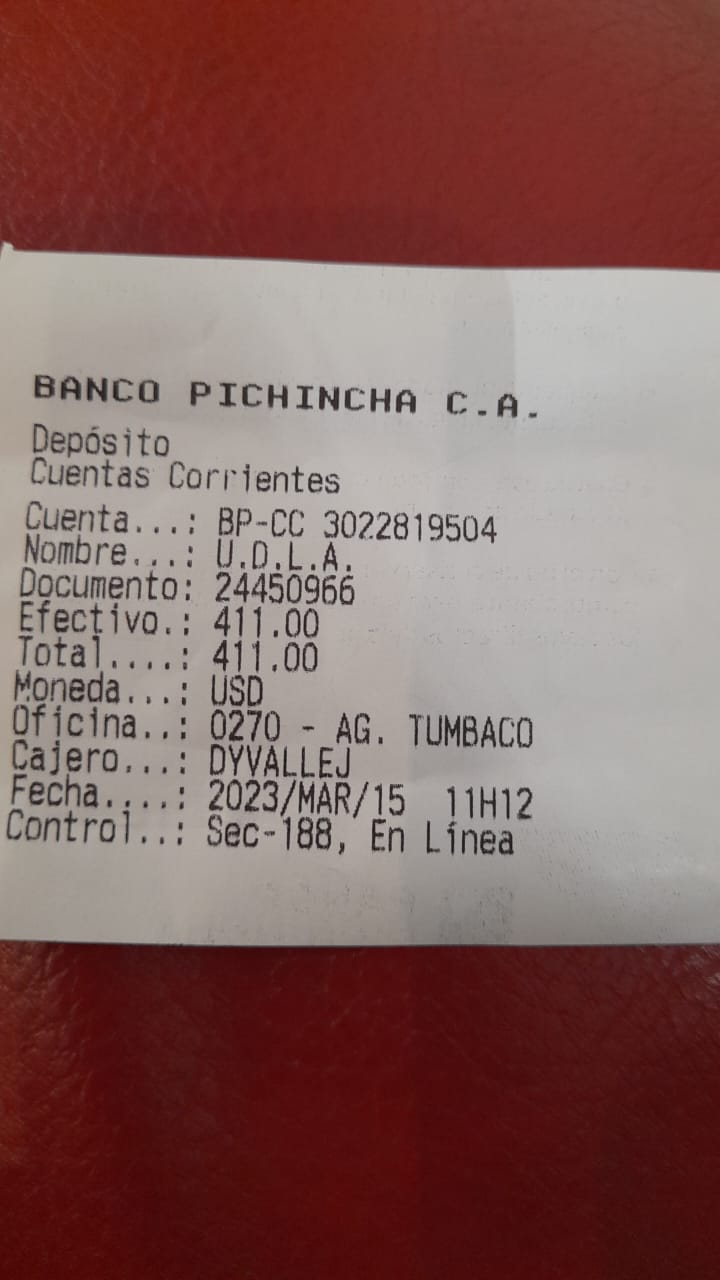 BANCO PICHINCHA C.A.
Depósito
Cuentas Corrientes
Cuenta...: BP-CC 3022819504
Nombre...: U.D.L.A.
Documento: 24450966
Efectivo.: 411.00
Total....: 411.00
Moneda...: USD
Oficina..: 0270 - AG. TUMBACO
Cajero...: DYVALLEJ
Fecha....: 2023/MAR/15  11H12
Control..: Sec-188, En Línea